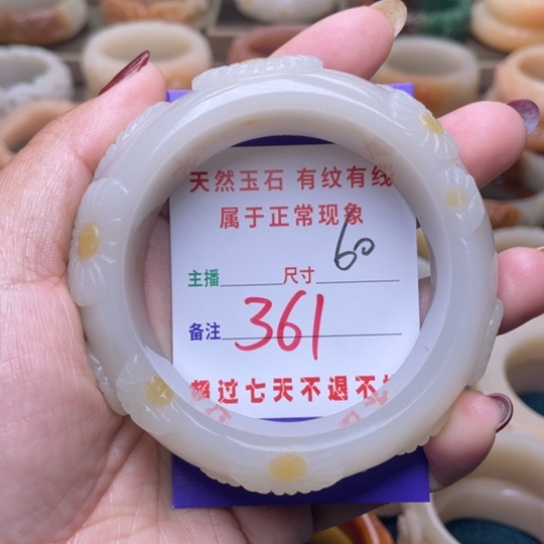 天然玉石 有纹有线
属于正常现象
主播 尺寸 60
备注 361
超过七天不退不